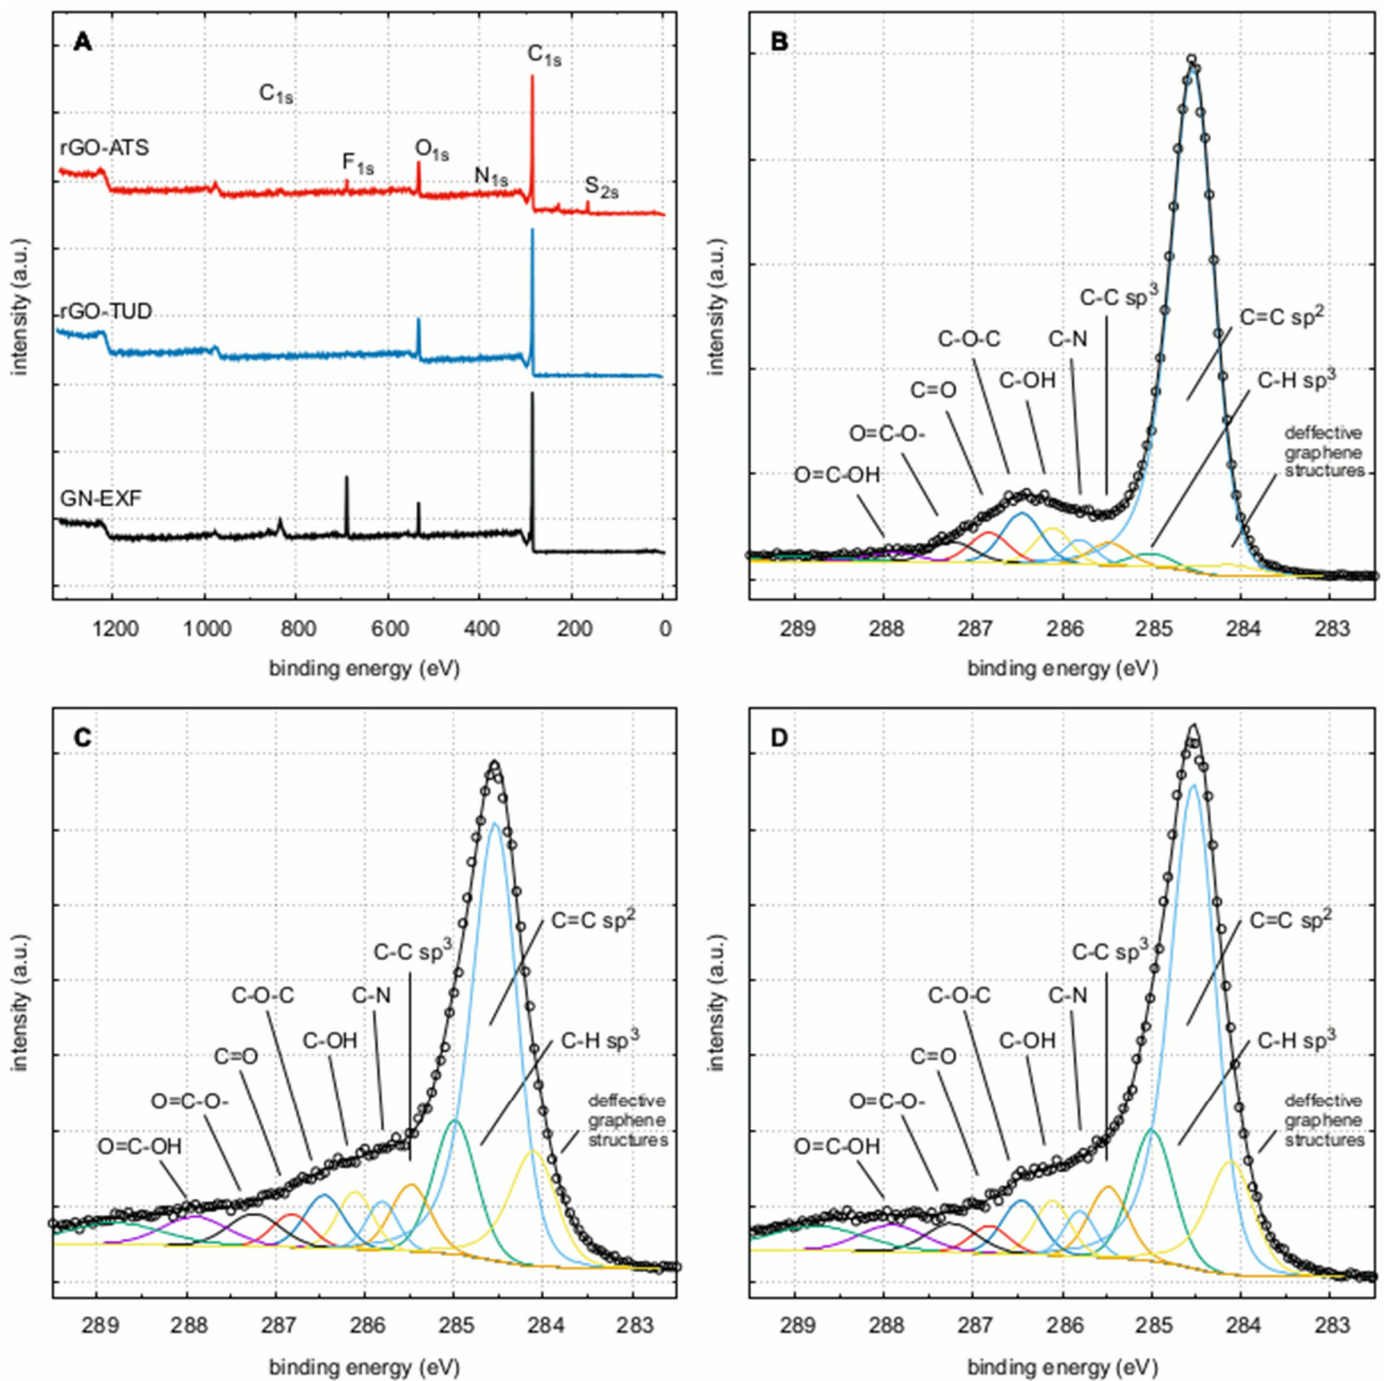 A
C1s
C1s
rGO-ATS
F1s
O1s
N1s
S2s
rGO-TUD
GN-EXF
intensity (a.u.)
1200 1000 800 600 400 200 0
binding energy (eV)
B
C-C sp3
C=C sp2
C-O-C
C-N
C-OH
C-H sp3
C=O
O=C-O-
O=C-OH
deffective
graphene
structures
intensity (a.u.)
289 288 287 286 285 284 283
binding energy (eV)
C
C=C sp2
C-C sp3
C-O-C
C-N
C-OH
C-H sp3
C=O
O=C-O-
O=C-OH
deffective
graphene
structures
intensity (a.u.)
289 288 287 286 285 284 283
binding energy (eV)
D
C=C sp2
C-C sp3
C-O-C
C-N
C-OH
C-H sp3
C=O
O=C-O-
O=C-OH
deffective
graphene
structures
intensity (a.u.)
289 288 287 286 285 284 283
binding energy (eV)